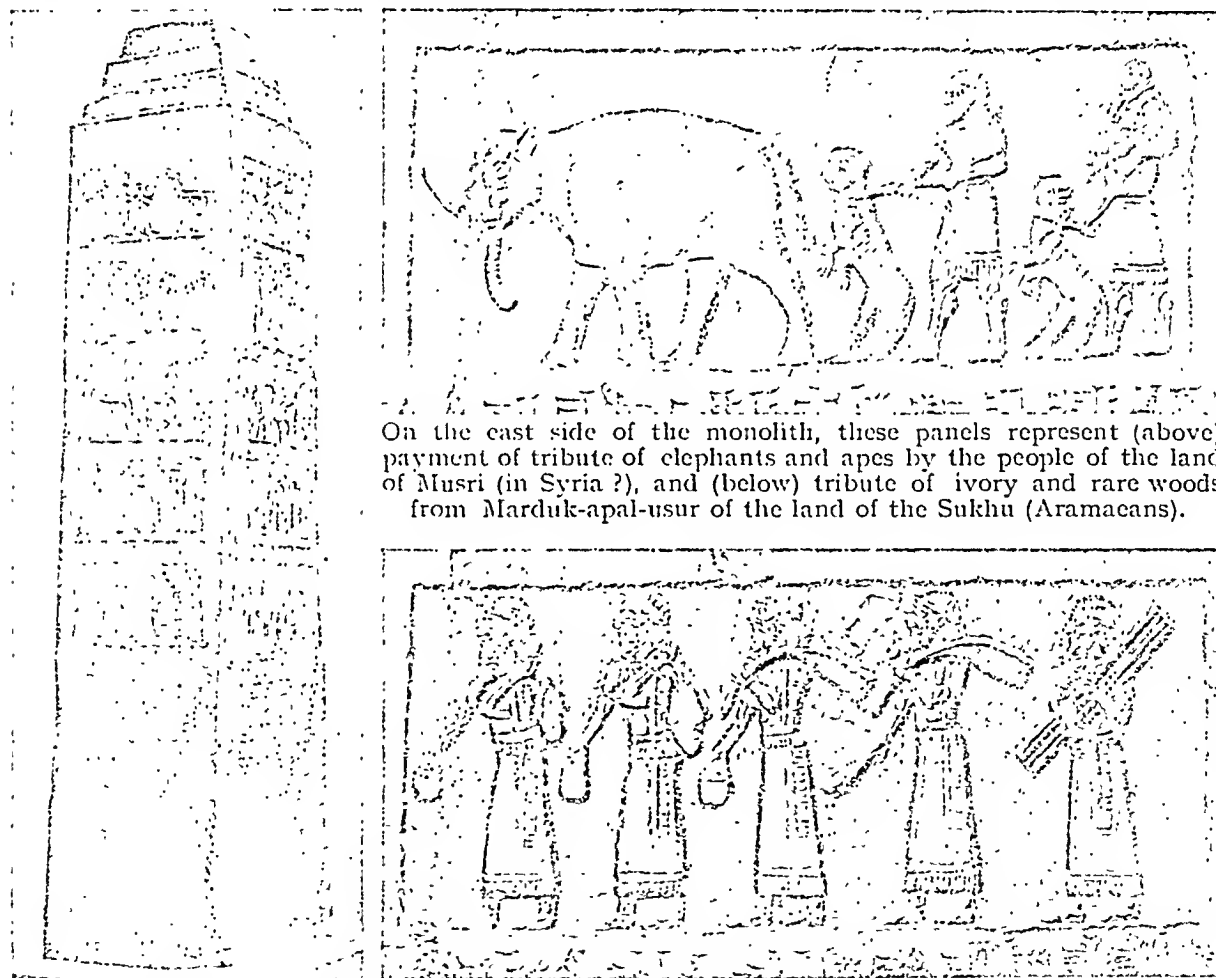 On the east side of the monolith, these panels represent (above)
payment of tribute of elephants and apes by the people of the land
of Musri (in Syria ?), and (below) tribute of ivory and rare woods
from Marduk-apal-usur of the land of the Sukhu (Aramaeans).